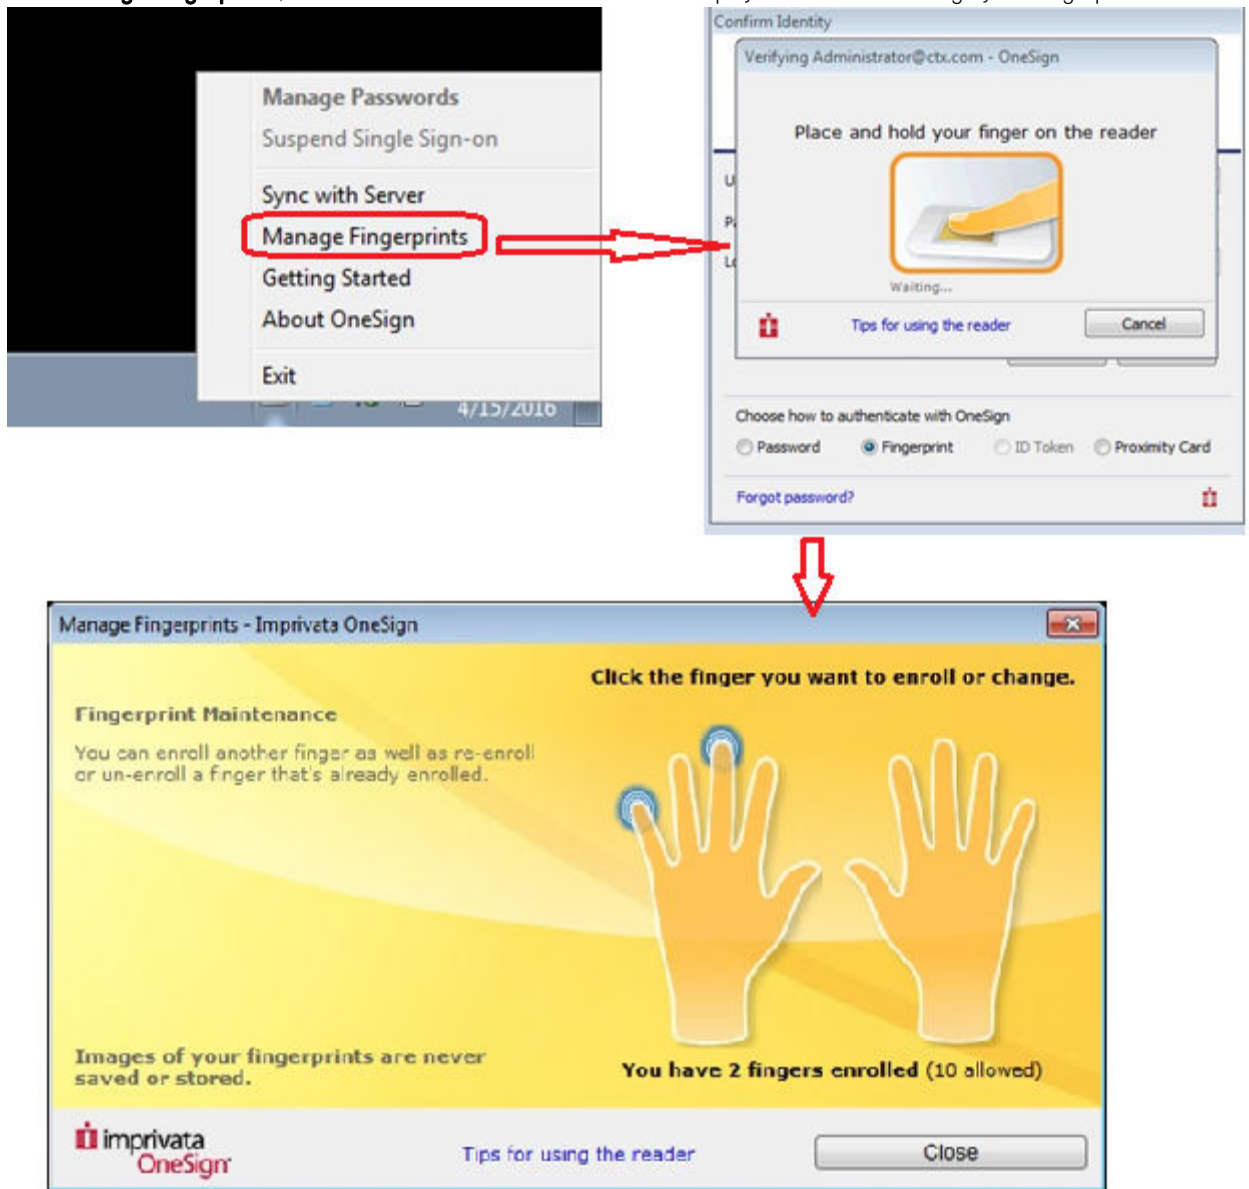 Manage Passwords
Suspend Single Sign-on
Sync with Server
Manage Fingerprints
Getting Started
About OneSign
Exit
4/15/2016
Confirm Identity
Verifying Administrator@ctx.com - OneSign
Place and hold your finger on the reader
Waiting...
Tips for using the reader
Cancel
Choose how to authenticate with OneSign
Password Fingerprint ID Token Proximity Card
Forgot password?
Manage Fingerprints - Imprivata OneSign
Click the finger you want to enroll or change.
Fingerprint Maintenance
You can enroll another finger as well as re-enroll
or un-enroll a finger that's already enrolled.
Images of your fingerprints are never
saved or stored.
You have 2 fingers enrolled (10 allowed)
imprivata
OneSign
Tips for using the reader
Close